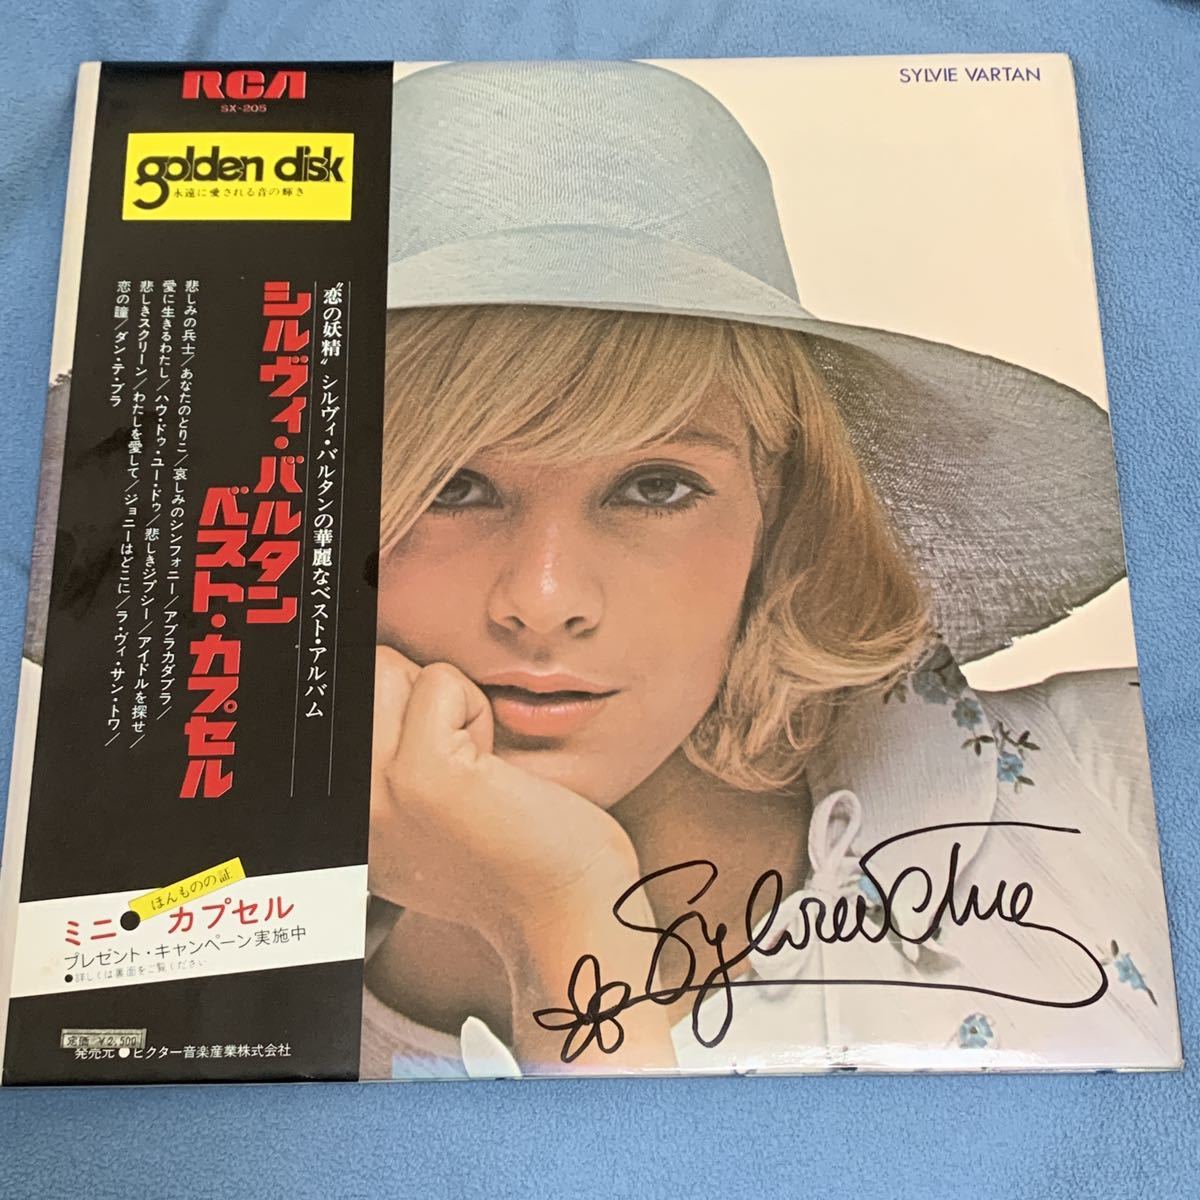 SYLVIE VARTAN
RCA
SX-205
golden disk
永遠に愛される音の輝き
“恋の妖精”シルヴィ・バルタンの華麗なベスト・アルバム
シルヴィ・バルタン
ベスト・カプセル
悲しみの兵士/あなたのとりこ/哀しみのシンフォニー/アブラカダブラ/
愛に生きるわたし/ハウ・ドゥ・ユー・ドゥ/悲しきジプシー/アイドルを探せ/
悲しきスクリーン/わたしを愛して/ジョニーはどこに/ラ・ヴィ・サン・トワ/
恋の瞳/ダン・テ・ブラ
ほんものの証
ミニ●カプセル
プレゼント・キャンペーン実施中
●詳しくは裏面をご覧ください
定価 ¥2,500
発売元●ビクター音楽産業株式会社